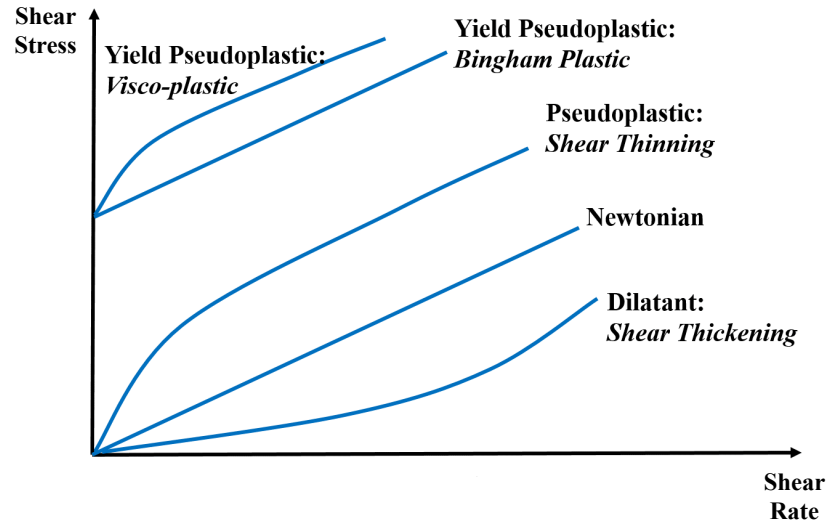 Shear
Stress
Yield Pseudoplastic:
Visco-plastic
Yield Pseudoplastic:
Bingham Plastic
Pseudoplastic:
Shear Thinning
Newtonian
Dilatant:
Shear Thickening
Shear
Rate